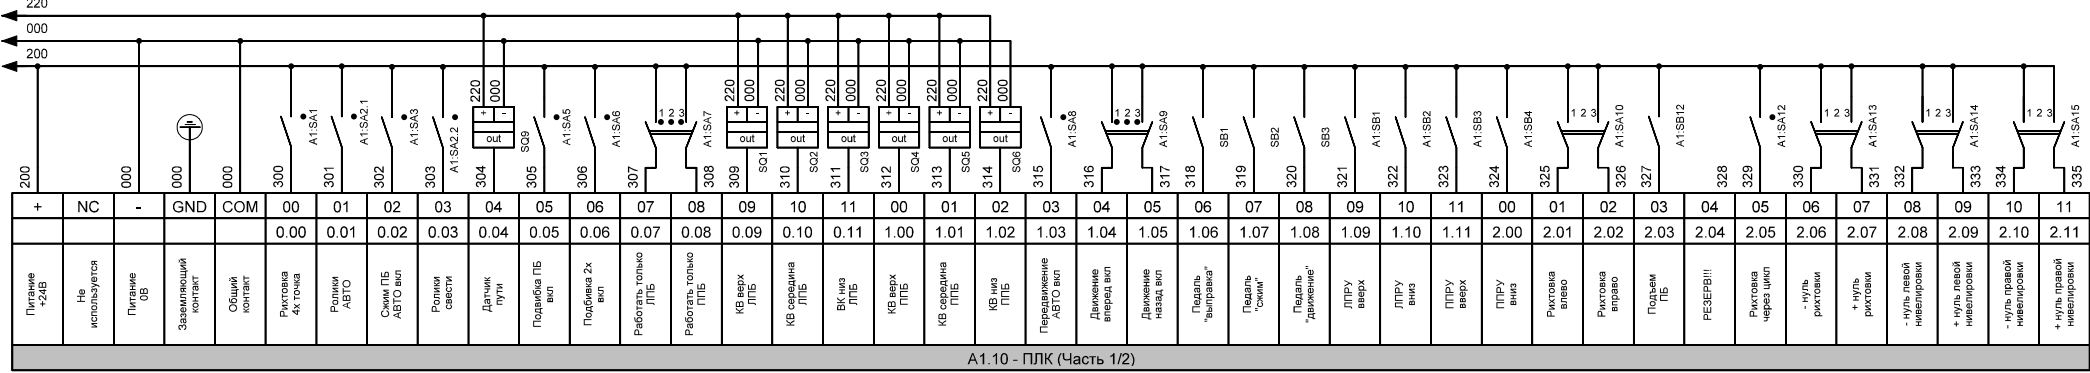 220
000
200
200
000
000
000
300
A1:SA1
301
A1:SA2.1
302
A1:SA3
303
A1:SA2.2
220
000
+ -
out
SQ9
304
A1:SA5
305
A1:SA6
306
1 2 3
A1:SA7
307
308
220
000
+ -
out
SQ1
309
220
000
+ -
out
SQ2
310
220
000
+ -
out
SQ3
311
220
000
+ -
out
SQ4
312
220
000
+ -
out
SQ5
313
220
000
+ -
out
SQ6
314
A1:SA8
315
1 2 3
A1:SA9
316
317
SB1
318
SB2
319
SB3
320
A1:SB1
321
A1:SB2
322
A1:SB3
323
A1:SB4
324
1 2 3
A1:SA10
325
326
A1:SB12
327
328
A1:SA12
329
1 2 3
A1:SA13
330
331
1 2 3
A1:SA14
332
333
1 2 3
A1:SA15
334
335
+ NC - GND COM 00 01 02 03 04 05 06 07 08 09 10 11 00 01 02 03 04 05 06 07 08 09 10 11 00 01 02 03 04 05 06 07 08 09 10 11
0.00 0.01 0.02 0.03 0.04 0.05 0.06 0.07 0.08 0.09 0.10 0.11 1.00 1.01 1.02 1.03 1.04 1.05 1.06 1.07 1.08 1.09 1.10 1.11 2.00 2.01 2.02 2.03 2.04 2.05 2.06 2.07 2.08 2.09 2.10 2.11
Питание
+24В
Не
используется
Питание
0В
Заземляющий
контакт
Общий
контакт
Рихтовка
4х точка
Ролики
АВТО
Сжим ПБ
АВТО вкл
Ролики
свести
Датчик
пути
Подвибка ПБ
вкл
Подбивка 2х
вкл
Работать только
ЛПБ
Работать только
ППБ
КВ верх
ЛПБ
КВ середина
ЛПБ
ВК низ
ЛПБ
КВ верх
ППБ
КВ середина
ППБ
КВ низ
ППБ
Передвижение
АВТО вкл
Движение
вперед вкл
Движение
назад вкл
Педаль
"выправка"
Педаль
"сжим"
Педаль
"движение"
ЛПРУ
вверх
ЛПРУ
вниз
ППРУ
вверх
ППРУ
вниз
Рихтовка
влево
Рихтовка
вправо
Подъем
ПБ
РЕЗЕРВ!!!
Рихтовка
через цикл
- нуль
рихтовки
+ нуль
рихтовки
- нуль левой
нивелировки
+ нуль левой
нивелировки
- нуль правой
нивелировки
+ нуль правой
нивелировки
А1.10 - ПЛК (Часть 1/2)